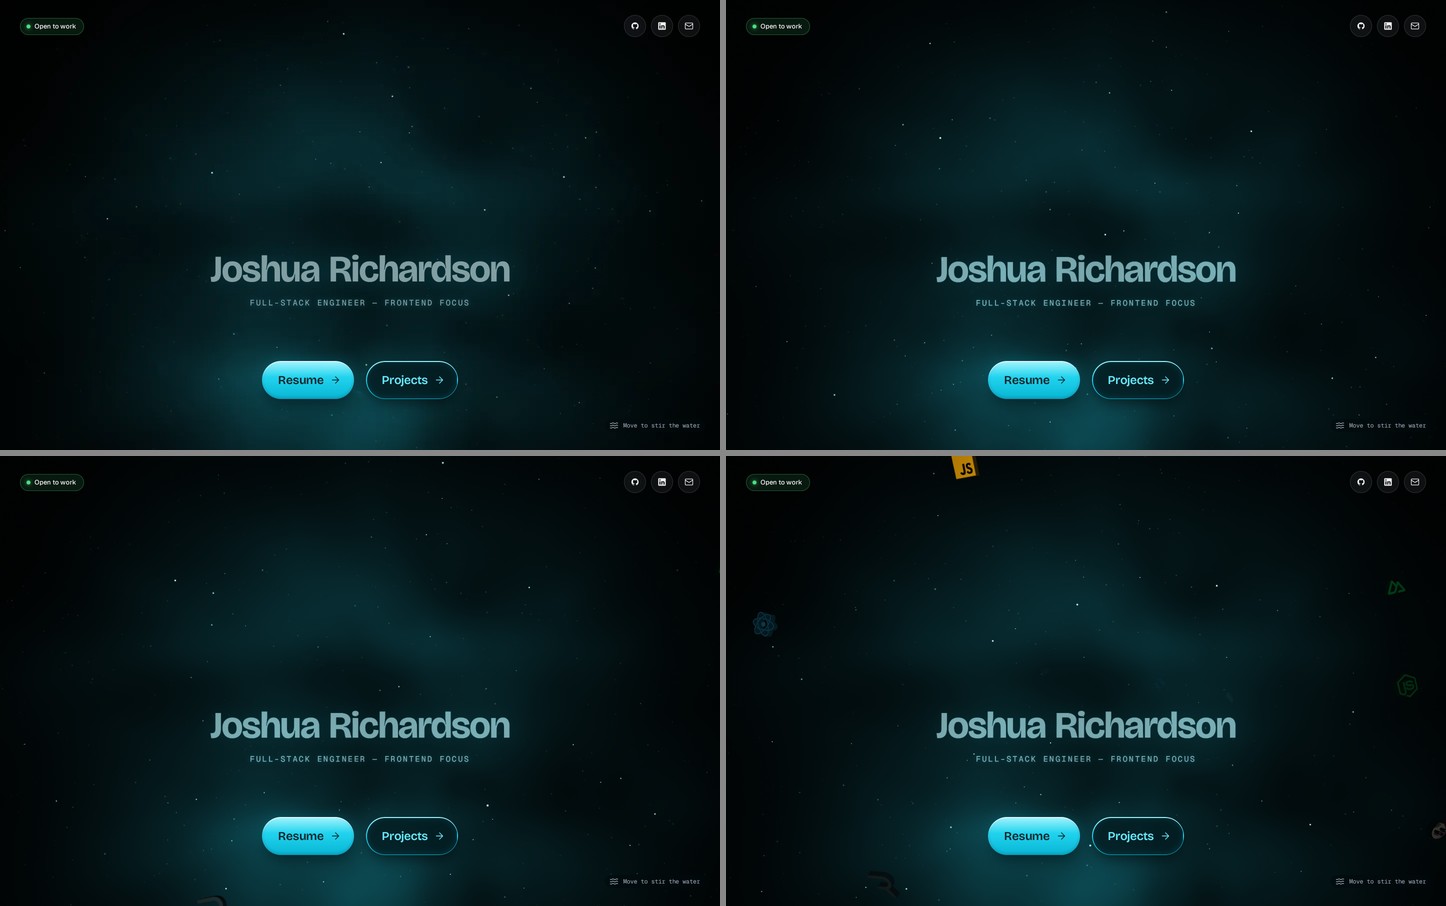 Open to work
Joshua Richardson
FULL-STACK ENGINEER — FRONTEND FOCUS
Resume
Projects
Move to stir the water
Open to work
Joshua Richardson
FULL-STACK ENGINEER — FRONTEND FOCUS
Resume
Projects
Move to stir the water
Open to work
Joshua Richardson
FULL-STACK ENGINEER — FRONTEND FOCUS
Resume
Projects
Move to stir the water
JS
Open to work
JS
Joshua Richardson
FULL-STACK ENGINEER — FRONTEND FOCUS
Resume
Projects
Move to stir the water